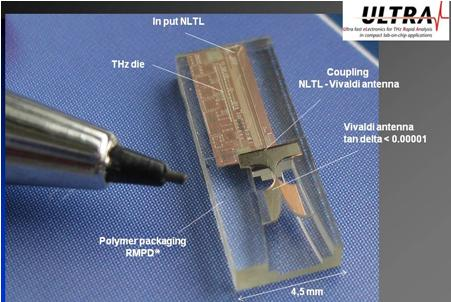 In put NLTL
ULTRA
Ultra fast eLectronics for THz Rapid Analysis
in compact lab-on-chip applications
THz die
Coupling
NLTL - Vivaldi antenna
Vivaldi antenna
tan delta < 0.00001
Polymer packaging
RMPD®
4,5 mm